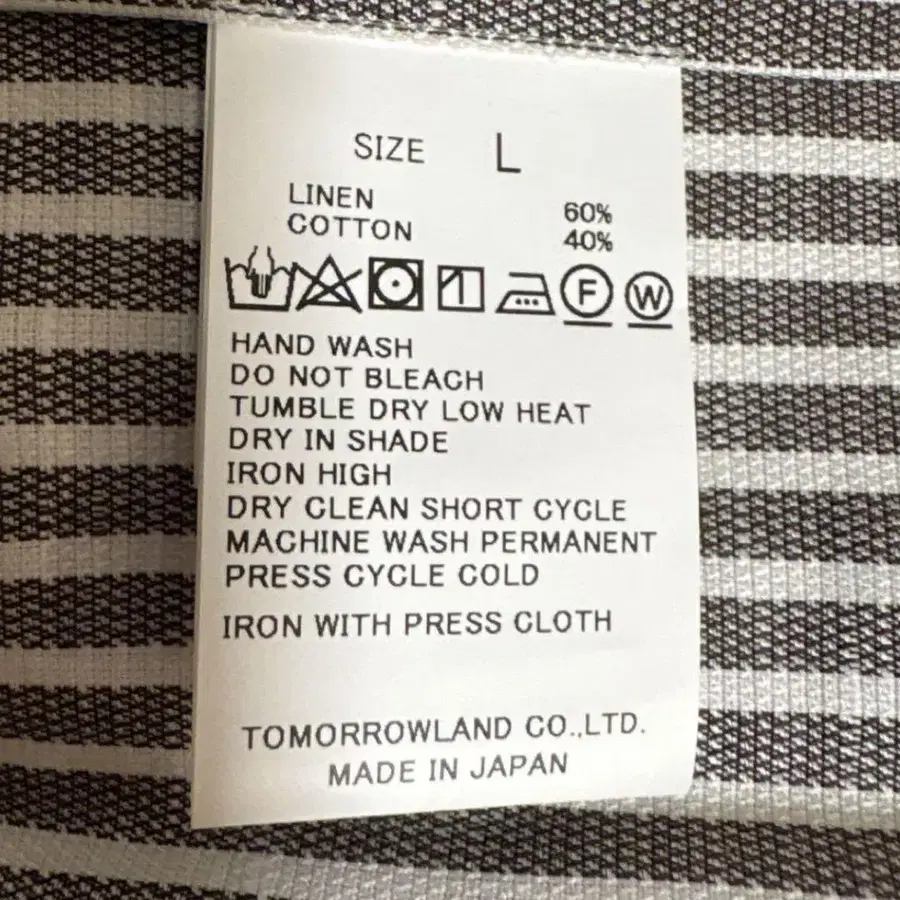 SIZE L
LINEN 60%
COTTON 40%
F W
HAND WASH
DO NOT BLEACH
TUMBLE DRY LOW HEAT
DRY IN SHADE
IRON HIGH
DRY CLEAN SHORT CYCLE
MACHINE WASH PERMANENT
PRESS CYCLE COLD
IRON WITH PRESS CLOTH
TOMORROWLAND CO.,LTD.
MADE IN JAPAN